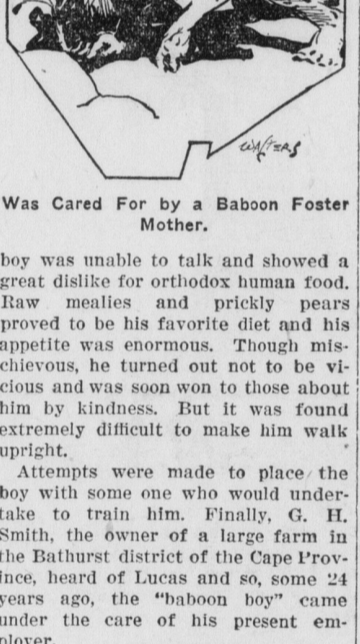 WALTERS
Was Cared For by a Baboon Foster
Mother.
boy was unable to talk and showed a
great dislike for orthodox human food.
Raw mealies and prickly pears
proved to be his favorite diet and his
appetite was enormous. Though mis-
chievous, he turned out not to be vi-
cious and was soon won to those about
him by kindness. But it was found
extremely difficult to make him walk
upright.
Attempts were made to place the
boy with some one who would under-
take to train him. Finally, G. H.
Smith, the owner of a large farm in
the Bathurst district of the Cape Prov-
ince, heard of Lucas and so, some 24
years ago, the "baboon boy" came
under the care of his present em-
ployer.